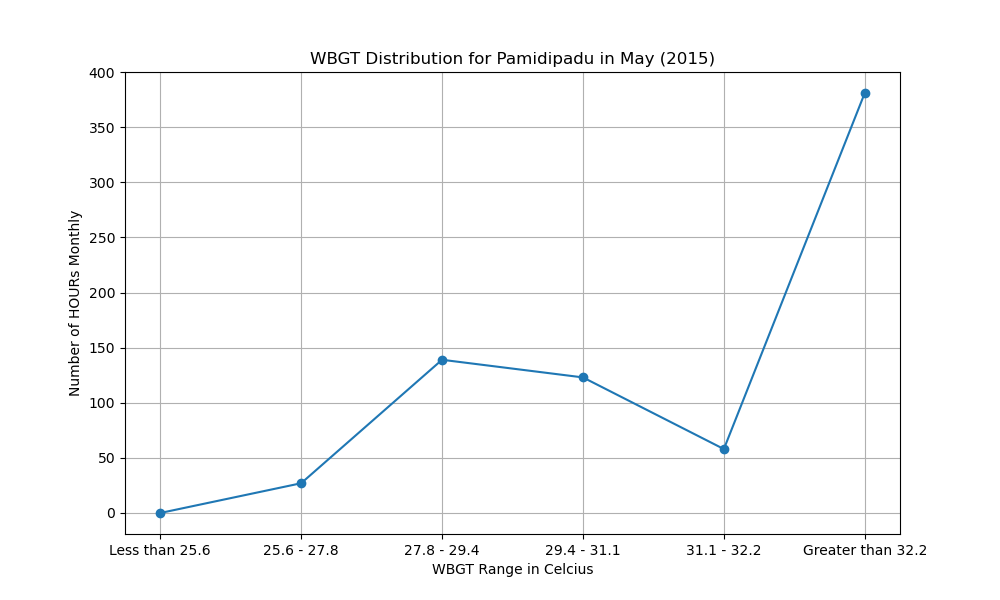 WBGT Distribution for Pamidipadu in May (2015)
400
350
300
250
200
150
100
50
0
Number of HOURs Monthly
Less than 25.6
25.6 - 27.8
27.8 - 29.4
29.4 - 31.1
31.1 - 32.2
Greater than 32.2
WBGT Range in Celcius